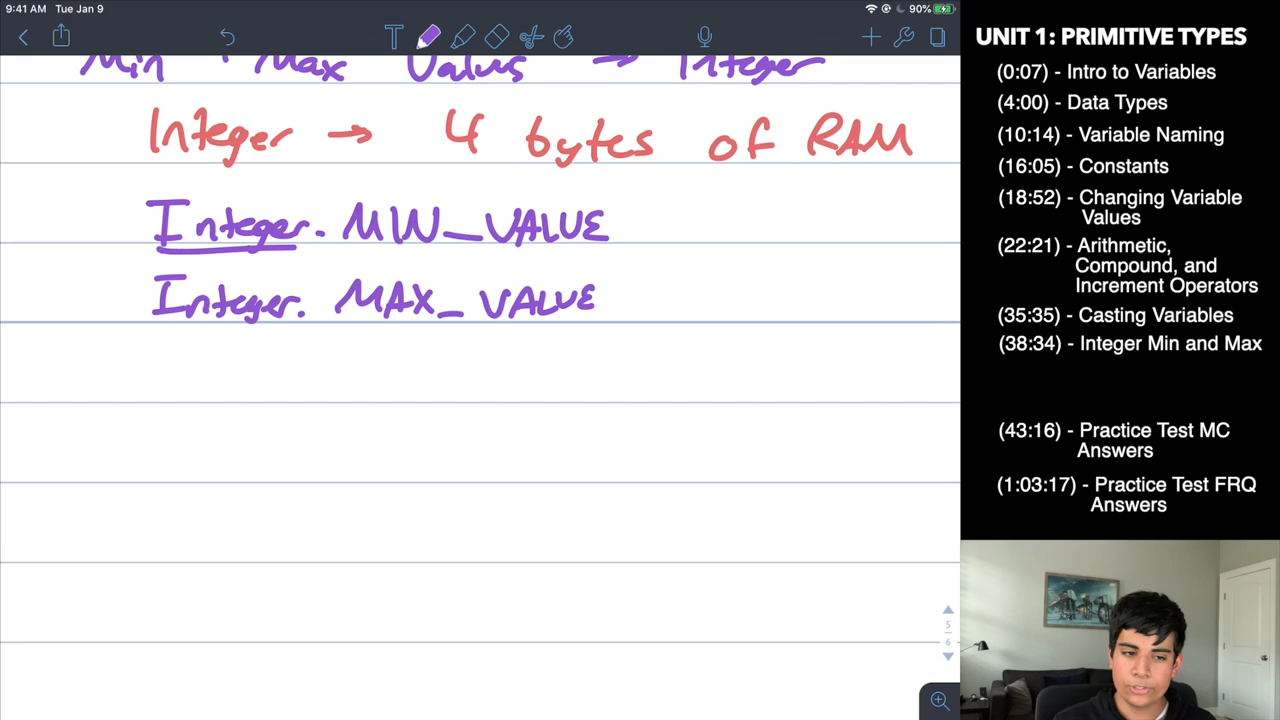 9:41 AM Tue Jan 9
90%
Min + Max Values → Integer
Integer → 4 bytes of RAM
Integer. MIN_VALUE
Integer. MAX_VALUE
5
6
UNIT 1: PRIMITIVE TYPES
(0:07) - Intro to Variables
(4:00) - Data Types
(10:14) - Variable Naming
(16:05) - Constants
(18:52) - Changing Variable
Values
(22:21) - Arithmetic,
Compound, and
Increment Operators
(35:35) - Casting Variables
(38:34) - Integer Min and Max
(43:16) - Practice Test MC
Answers
(1:03:17) - Practice Test FRQ
Answers